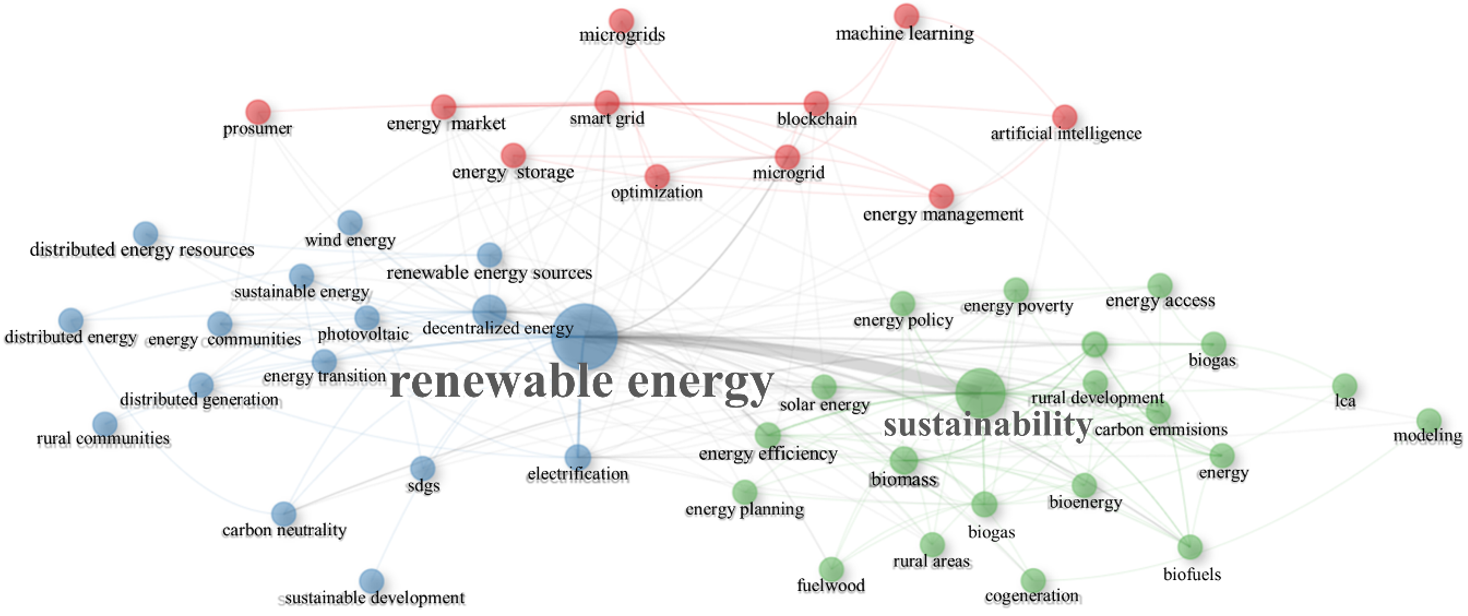 microgrids
machine learning
prosumer
energy market
smart grid
blockchain
artificial intelligence
energy storage
optimization
microgrid
energy management
distributed energy resources
wind energy
renewable energy sources
sustainable energy
distributed energy
energy communities
photovoltaic
decentralized energy
energy policy
energy poverty
energy access
biogas
energy transition
renewable energy
distributed generation
solar energy
rural development
lca
rural communities
sustainability
carbon emmisions
modeling
energy efficiency
sdgs
electrification
biomass
energy
energy planning
bioenergy
carbon neutrality
biogas
rural areas
biofuels
fuelwood
cogeneration
sustainable development